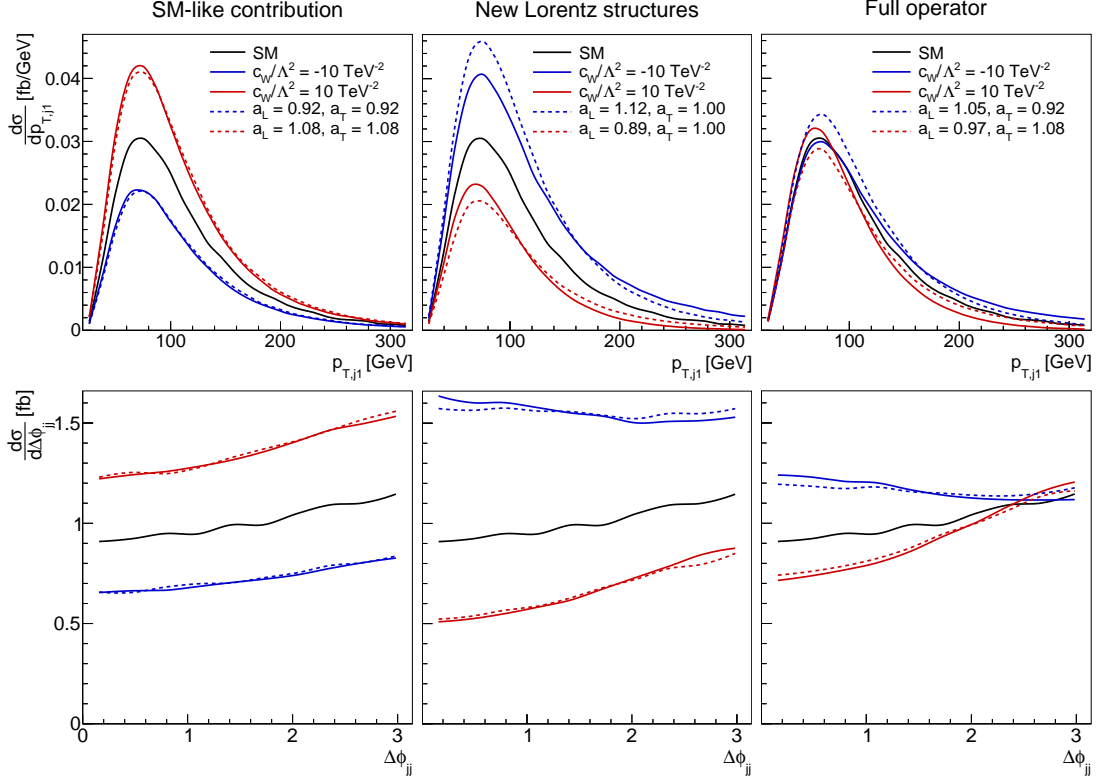 SM-like contribution
New Lorentz structures
Full operator
dσ/dp_T,j1 [fb/GeV]
0.04
0.03
0.02
0.01
0
SM
c_W/Λ² = -10 TeV⁻²
c_W/Λ² = 10 TeV⁻²
a_L = 0.92, a_T = 0.92
a_L = 1.08, a_T = 1.08
SM
c_W/Λ² = -10 TeV⁻²
c_W/Λ² = 10 TeV⁻²
a_L = 1.12, a_T = 1.00
a_L = 0.89, a_T = 1.00
SM
c_W/Λ² = -10 TeV⁻²
c_W/Λ² = 10 TeV⁻²
a_L = 1.05, a_T = 0.92
a_L = 0.97, a_T = 1.08
100 200 300
100 200 300
100 200 300
p_T,j1 [GeV]
p_T,j1 [GeV]
p_T,j1 [GeV]
dσ/dΔϕ_jj [fb]
1.5
1
0.5
0
0 1 2 3
1 2 3
1 2 3
Δϕ_jj
Δϕ_jj
Δϕ_jj